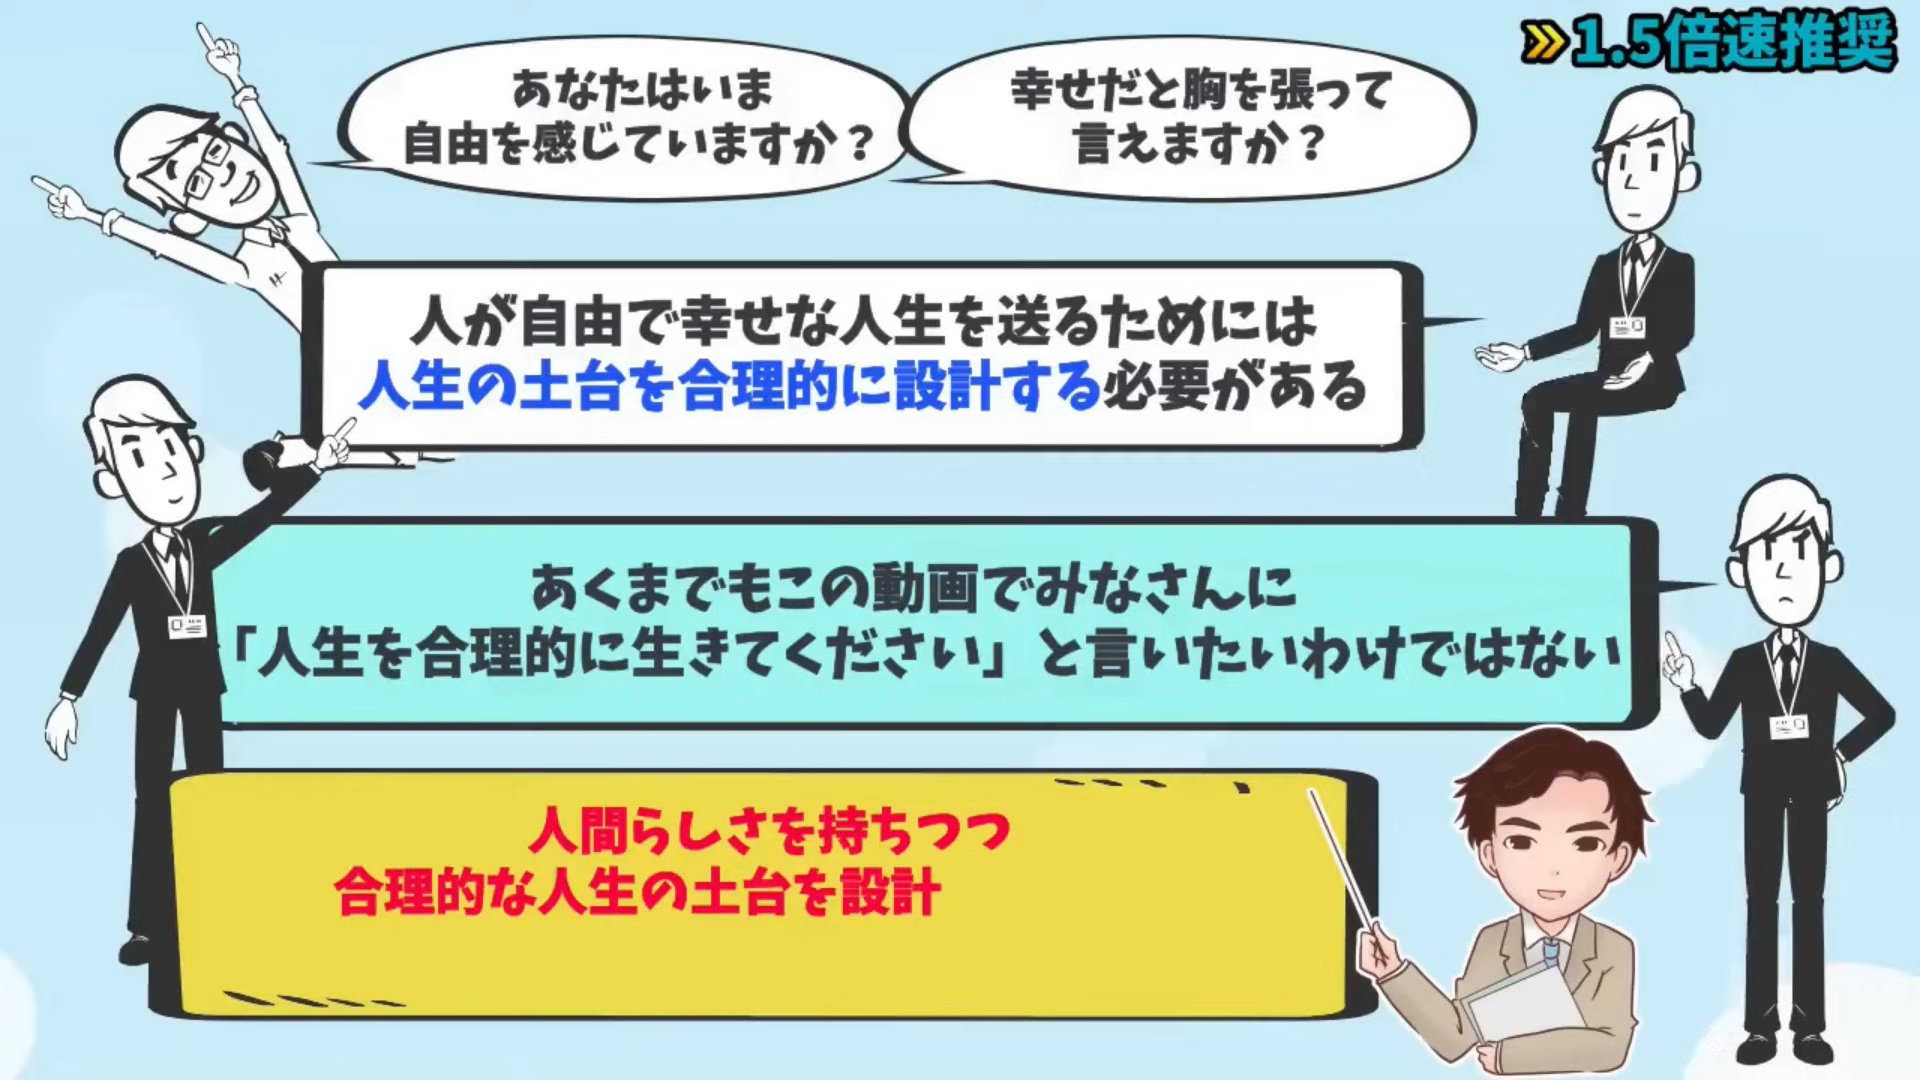 »1.5倍速推奨
あなたはいま
自由を感じていますか？
幸せだと胸を張って
言えますか？
人が自由で幸せな人生を送るためには
人生の土台を合理的に設計する必要がある
あくまでもこの動画でみなさんに
「人生を合理的に生きてください」と言いたいわけではない
人間らしさを持ちつつ
合理的な人生の土台を設計